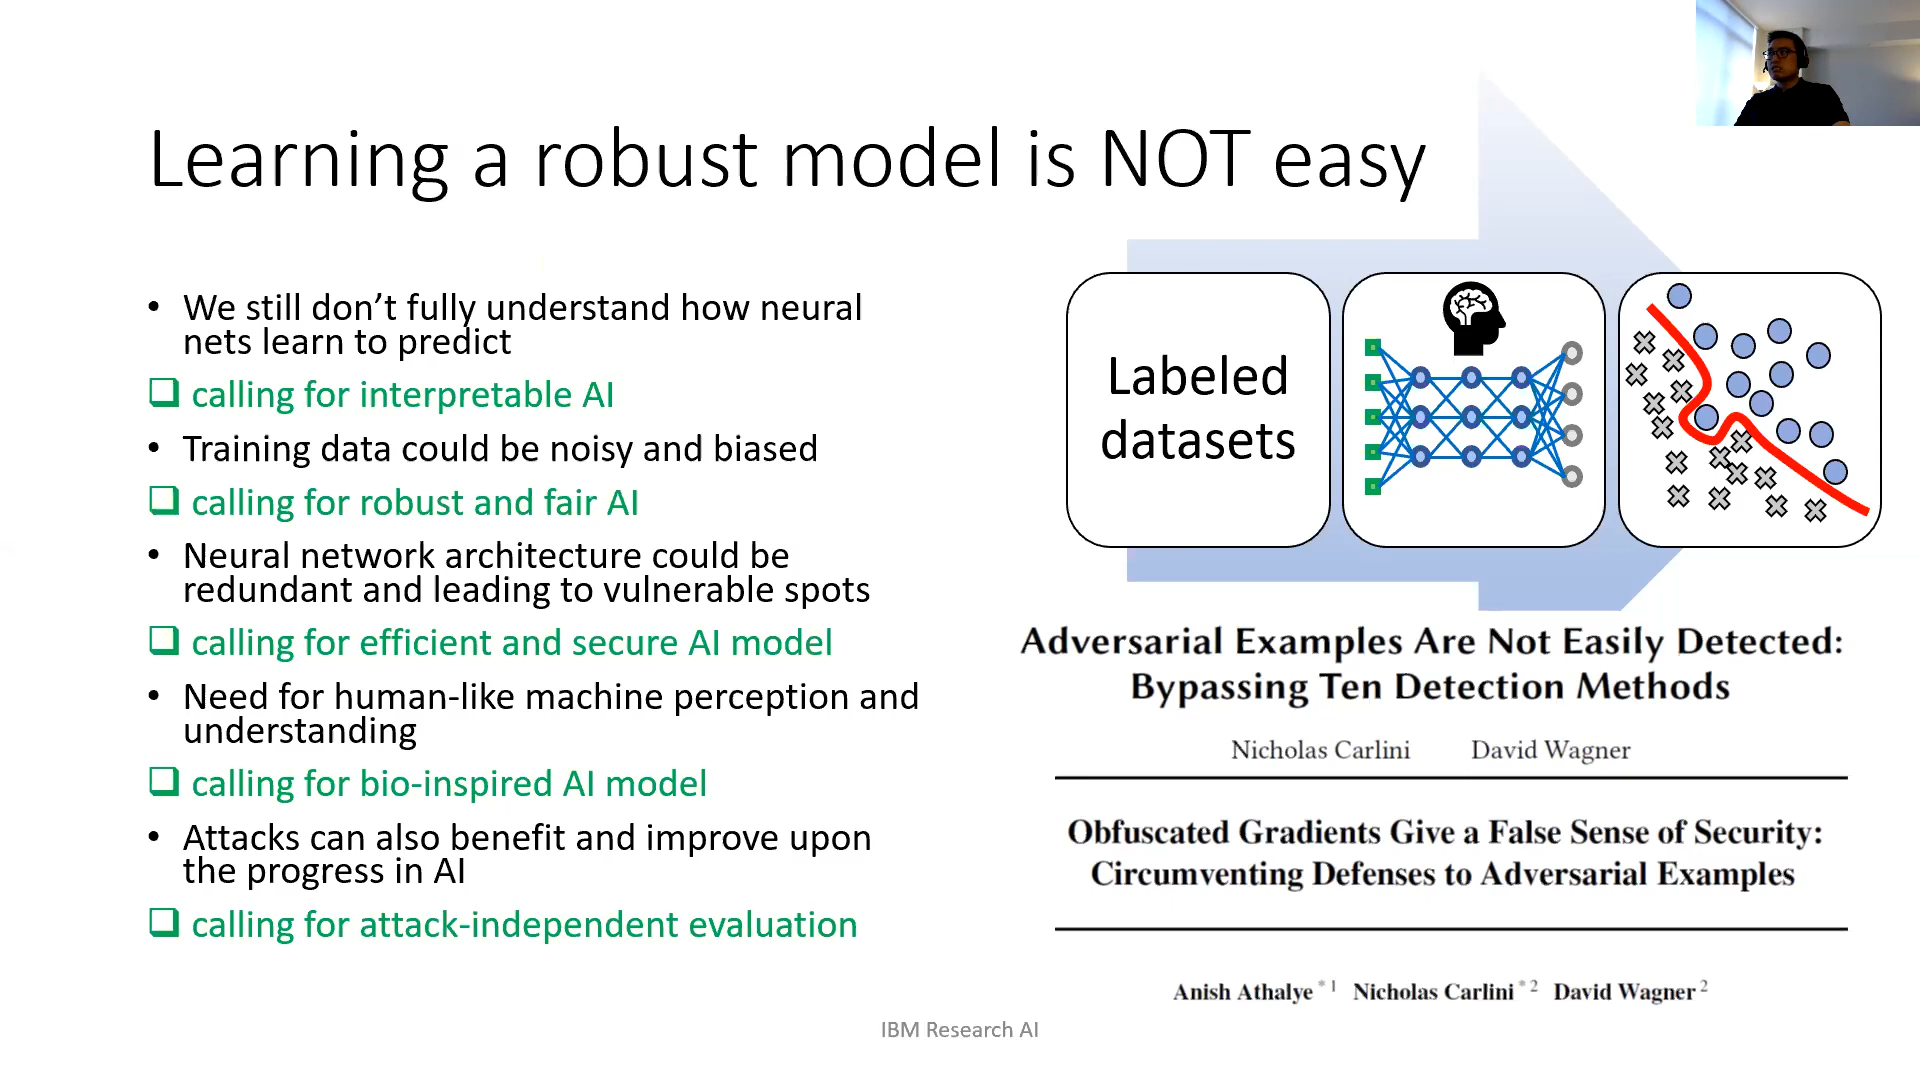 Learning a robust model is NOT easy
• We still don’t fully understand how neural
nets learn to predict
❑ calling for interpretable AI
• Training data could be noisy and biased
❑ calling for robust and fair AI
• Neural network architecture could be
redundant and leading to vulnerable spots
❑ calling for efficient and secure AI model
• Need for human-like machine perception and
understanding
❑ calling for bio-inspired AI model
• Attacks can also benefit and improve upon
the progress in AI
❑ calling for attack-independent evaluation
Labeled
datasets
Adversarial Examples Are Not Easily Detected:
Bypassing Ten Detection Methods
Nicholas Carlini David Wagner
Obfuscated Gradients Give a False Sense of Security:
Circumventing Defenses to Adversarial Examples
Anish Athalye *1 Nicholas Carlini *2 David Wagner 2
IBM Research AI